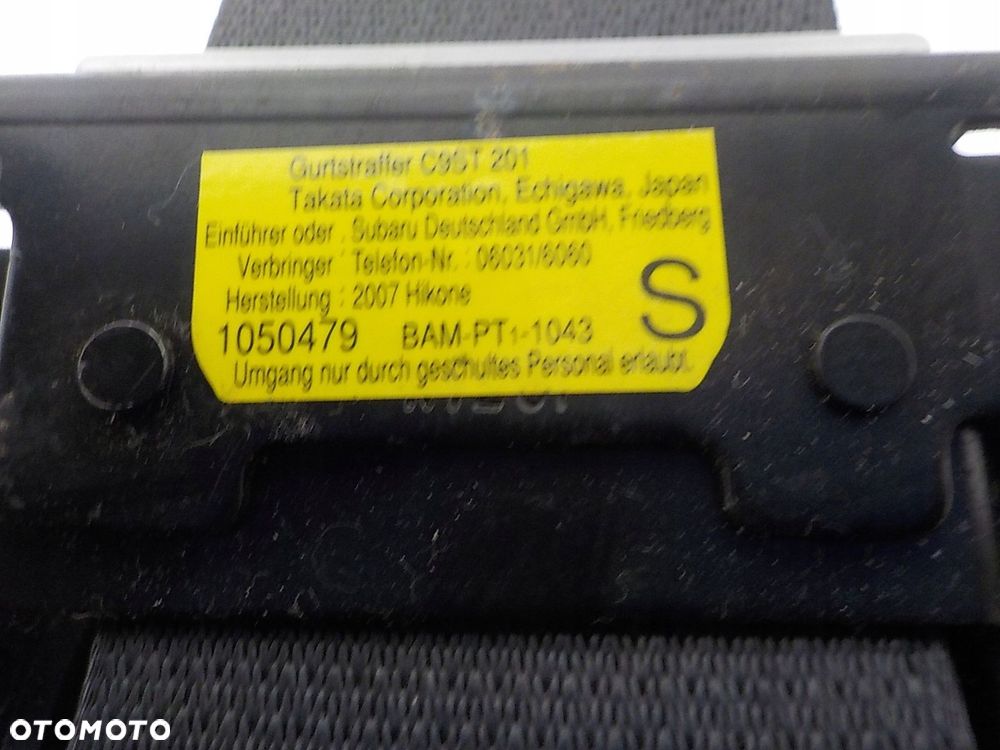 Gurtstraffer C9ST 201
Takata Corporation, Echigawa, Japan
Einführer oder : Subaru Deutschland GmbH, Friedberg
Verbringer : Telefon-Nr. : 06031/6060
Herstellung : 2007 Hikone
S
1050479 BAM-PT1-1043
Umgang nur durch geschultes Personal erlaubt.
OTOMOTO